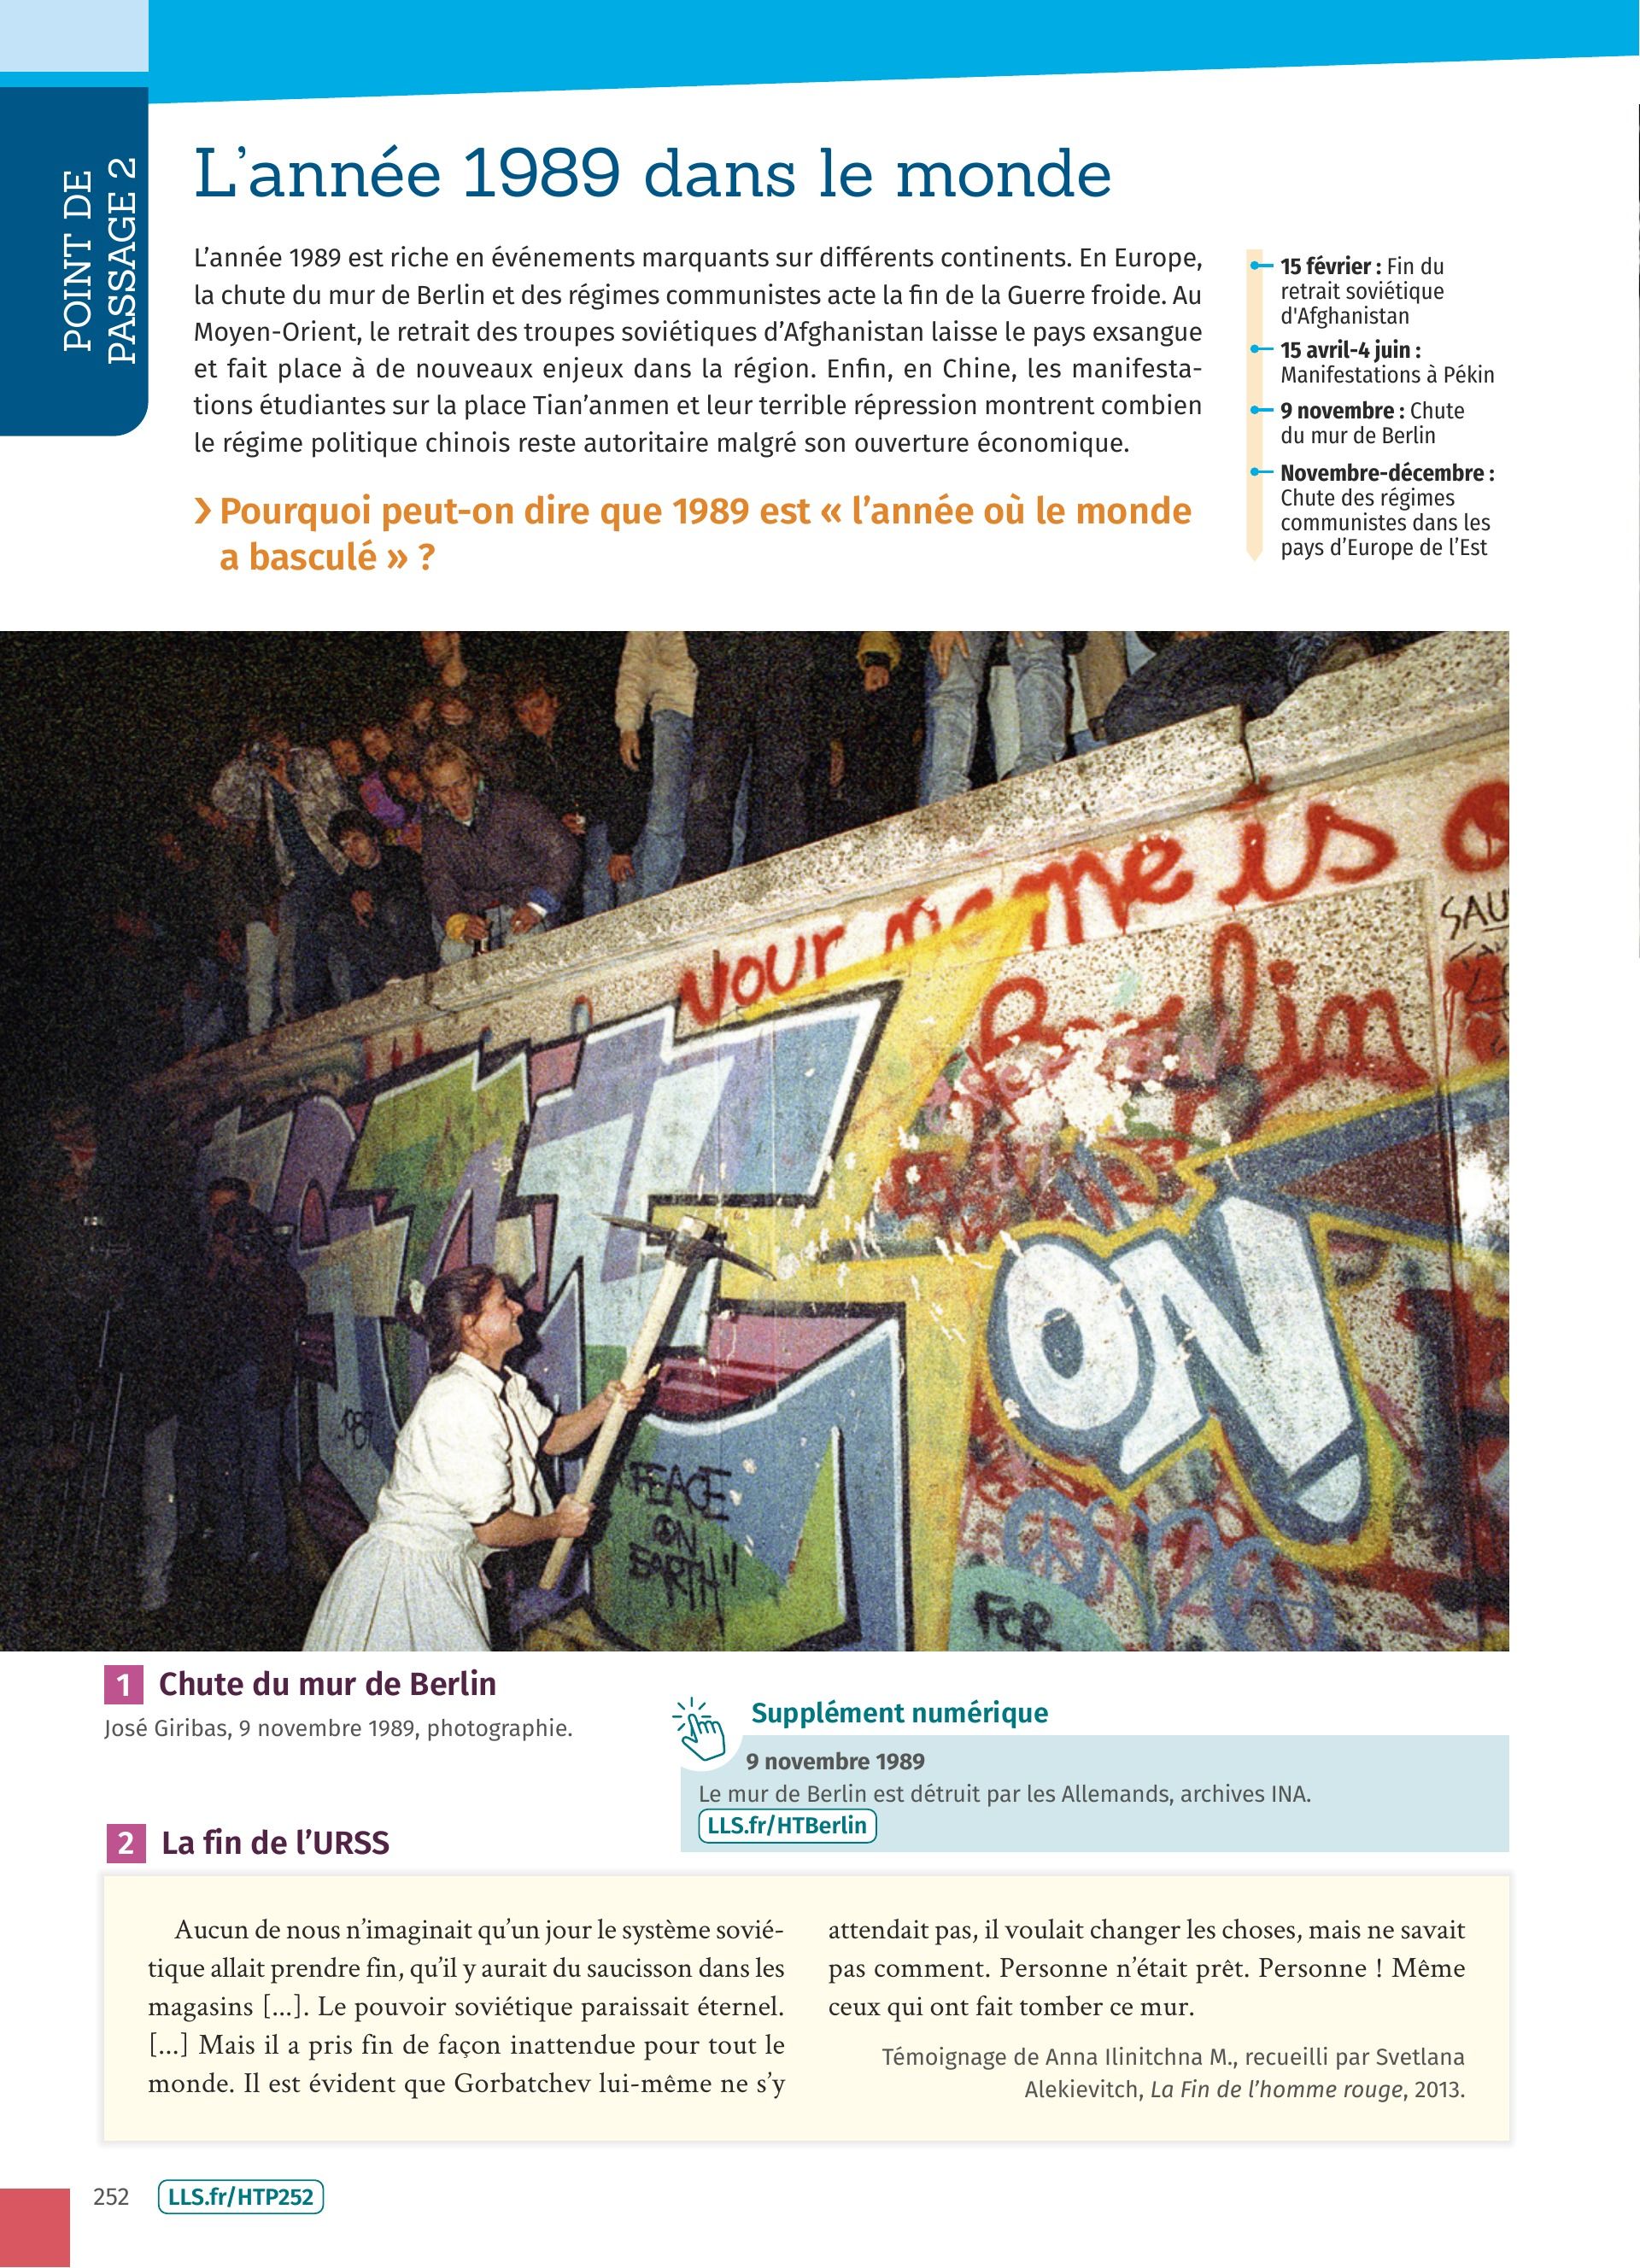 POINT DE
PASSAGE 2
L'année 1989 dans le monde
L'année 1989 est riche en événements marquants sur différents continents. En Europe,
la chute du mur de Berlin et des régimes communistes acte la fin de la Guerre froide. Au
Moyen-Orient, le retrait des troupes soviétiques d'Afghanistan laisse le pays exsangue
et fait place à de nouveaux enjeux dans la région. Enfin, en Chine, les manifesta-
tions étudiantes sur la place Tian'anmen et leur terrible répression montrent combien
le régime politique chinois reste autoritaire malgré son ouverture économique.
› Pourquoi peut-on dire que 1989 est « l'année où le monde
a basculé » ?
15 février : Fin du
retrait soviétique
d'Afghanistan
15 avril-4 juin :
Manifestations à Pékin
9 novembre : Chute
du mur de Berlin
Novembre-décembre :
Chute des régimes
communistes dans les
pays d'Europe de l'Est
is
SAU
Berlin
ON
PEACE
ON
EARTH
FOR
1 Chute du mur de Berlin
José Giribas, 9 novembre 1989, photographie.
Supplément numérique
9 novembre 1989
Le mur de Berlin est détruit par les Allemands, archives INA.
LLS.fr/HTBerlin
2 La fin de l'URSS
Aucun de nous n'imaginait qu'un jour le système sovié-
tique allait prendre fin, qu'il y aurait du saucisson dans les
magasins [...]. Le pouvoir soviétique paraissait éternel.
[...] Mais il a pris fin de façon inattendue pour tout le
monde. Il est évident que Gorbatchev lui-même ne s'y
attendait pas, il voulait changer les choses, mais ne savait
pas comment. Personne n'était prêt. Personne ! Même
ceux qui ont fait tomber ce mur.
Témoignage de Anna Ilinitchna M., recueilli par Svetlana
Alekievitch, La Fin de l'homme rouge, 2013.
252 LLS.fr/HTP252